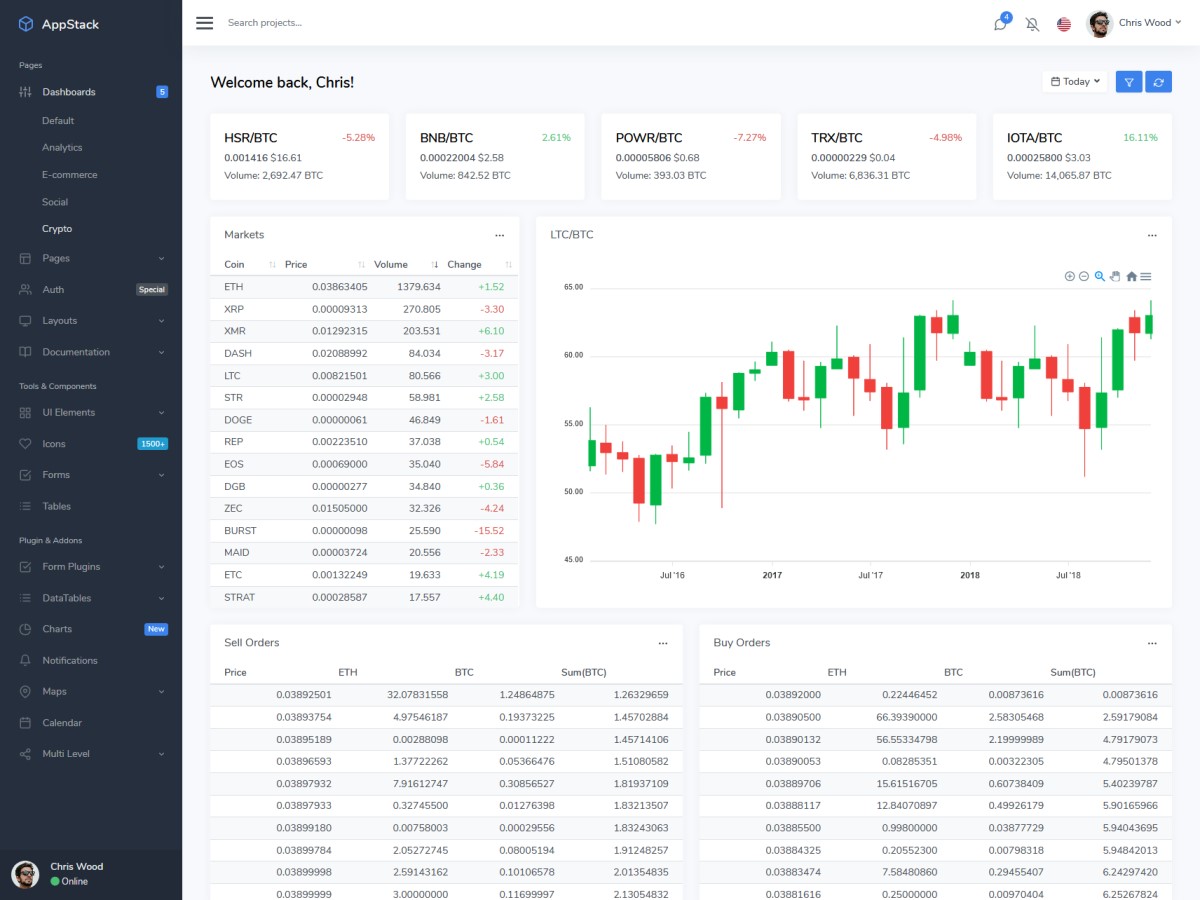 AppStack
Pages
Dashboards 5
Default
Analytics
E-commerce
Social
Crypto
Pages
Auth Special
Layouts
Documentation
Tools & Components
UI Elements
Icons 1500+
Forms
Tables
Plugin & Addons
Form Plugins
DataTables
Charts New
Notifications
Maps
Calendar
Multi Level
Chris Wood
Online
Search projects...
4
Chris Wood
Welcome back, Chris!
Today
HSR/BTC -5.28%
0.001416 $16.61
Volume: 2,692.47 BTC
BNB/BTC 2.61%
0.00022004 $2.58
Volume: 842.52 BTC
POWR/BTC -7.27%
0.00005806 $0.68
Volume: 393.03 BTC
TRX/BTC -4.98%
0.00000229 $0.04
Volume: 6,836.31 BTC
IOTA/BTC 16.11%
0.00025800 $3.03
Volume: 14,065.87 BTC
Markets ...
Coin Price Volume Change
ETH 0.03863405 1379.634 +1.52
XRP 0.00009313 270.805 -3.30
XMR 0.01292315 203.531 +6.10
DASH 0.02088992 84.034 -3.17
LTC 0.00821501 80.566 +3.00
STR 0.00002948 58.981 +2.58
DOGE 0.00000061 46.849 -1.61
REP 0.00223510 37.038 +0.54
EOS 0.00069000 35.040 -5.84
DGB 0.00000277 34.840 +0.36
ZEC 0.01505000 32.326 -4.24
BURST 0.00000098 25.590 -15.52
MAID 0.00003724 20.556 -2.33
ETC 0.00132249 19.633 +4.19
STRAT 0.00028587 17.557 +4.40
LTC/BTC ...
65.00
60.00
55.00
50.00
45.00
Jul '16 2017 Jul '17 2018 Jul '18
Sell Orders ...
Price ETH BTC Sum(BTC)
0.03892501 32.07831558 1.24864875 1.26329659
0.03893754 4.97546187 0.19373225 1.45702884
0.03895189 0.00288098 0.00011222 1.45714106
0.03896593 1.37722262 0.05366476 1.51080582
0.03897932 7.91612747 0.30856527 1.81937109
0.03897933 0.32745500 0.01276398 1.83213507
0.03899180 0.00758003 0.00029556 1.83243063
0.03899784 2.05272745 0.08005194 1.91248257
0.03899998 2.59143162 0.10106578 2.01354835
0.03899999 3.00000000 0.11699997 2.13054832
Buy Orders ...
Price ETH BTC Sum(BTC)
0.03892000 0.22446452 0.00873616 0.00873616
0.03890500 66.39390000 2.58305468 2.59179084
0.03890132 56.55334798 2.19999989 4.79179073
0.03890053 0.08285351 0.00322305 4.79501378
0.03889706 15.61516705 0.60738409 5.40239787
0.03888117 12.84070897 0.49926179 5.90165966
0.03885500 0.99800000 0.03877729 5.94043695
0.03884325 0.20552300 0.00798318 5.94842013
0.03883474 7.58480860 0.29455407 6.24297420
0.03881616 0.25000000 0.00970404 6.25267824